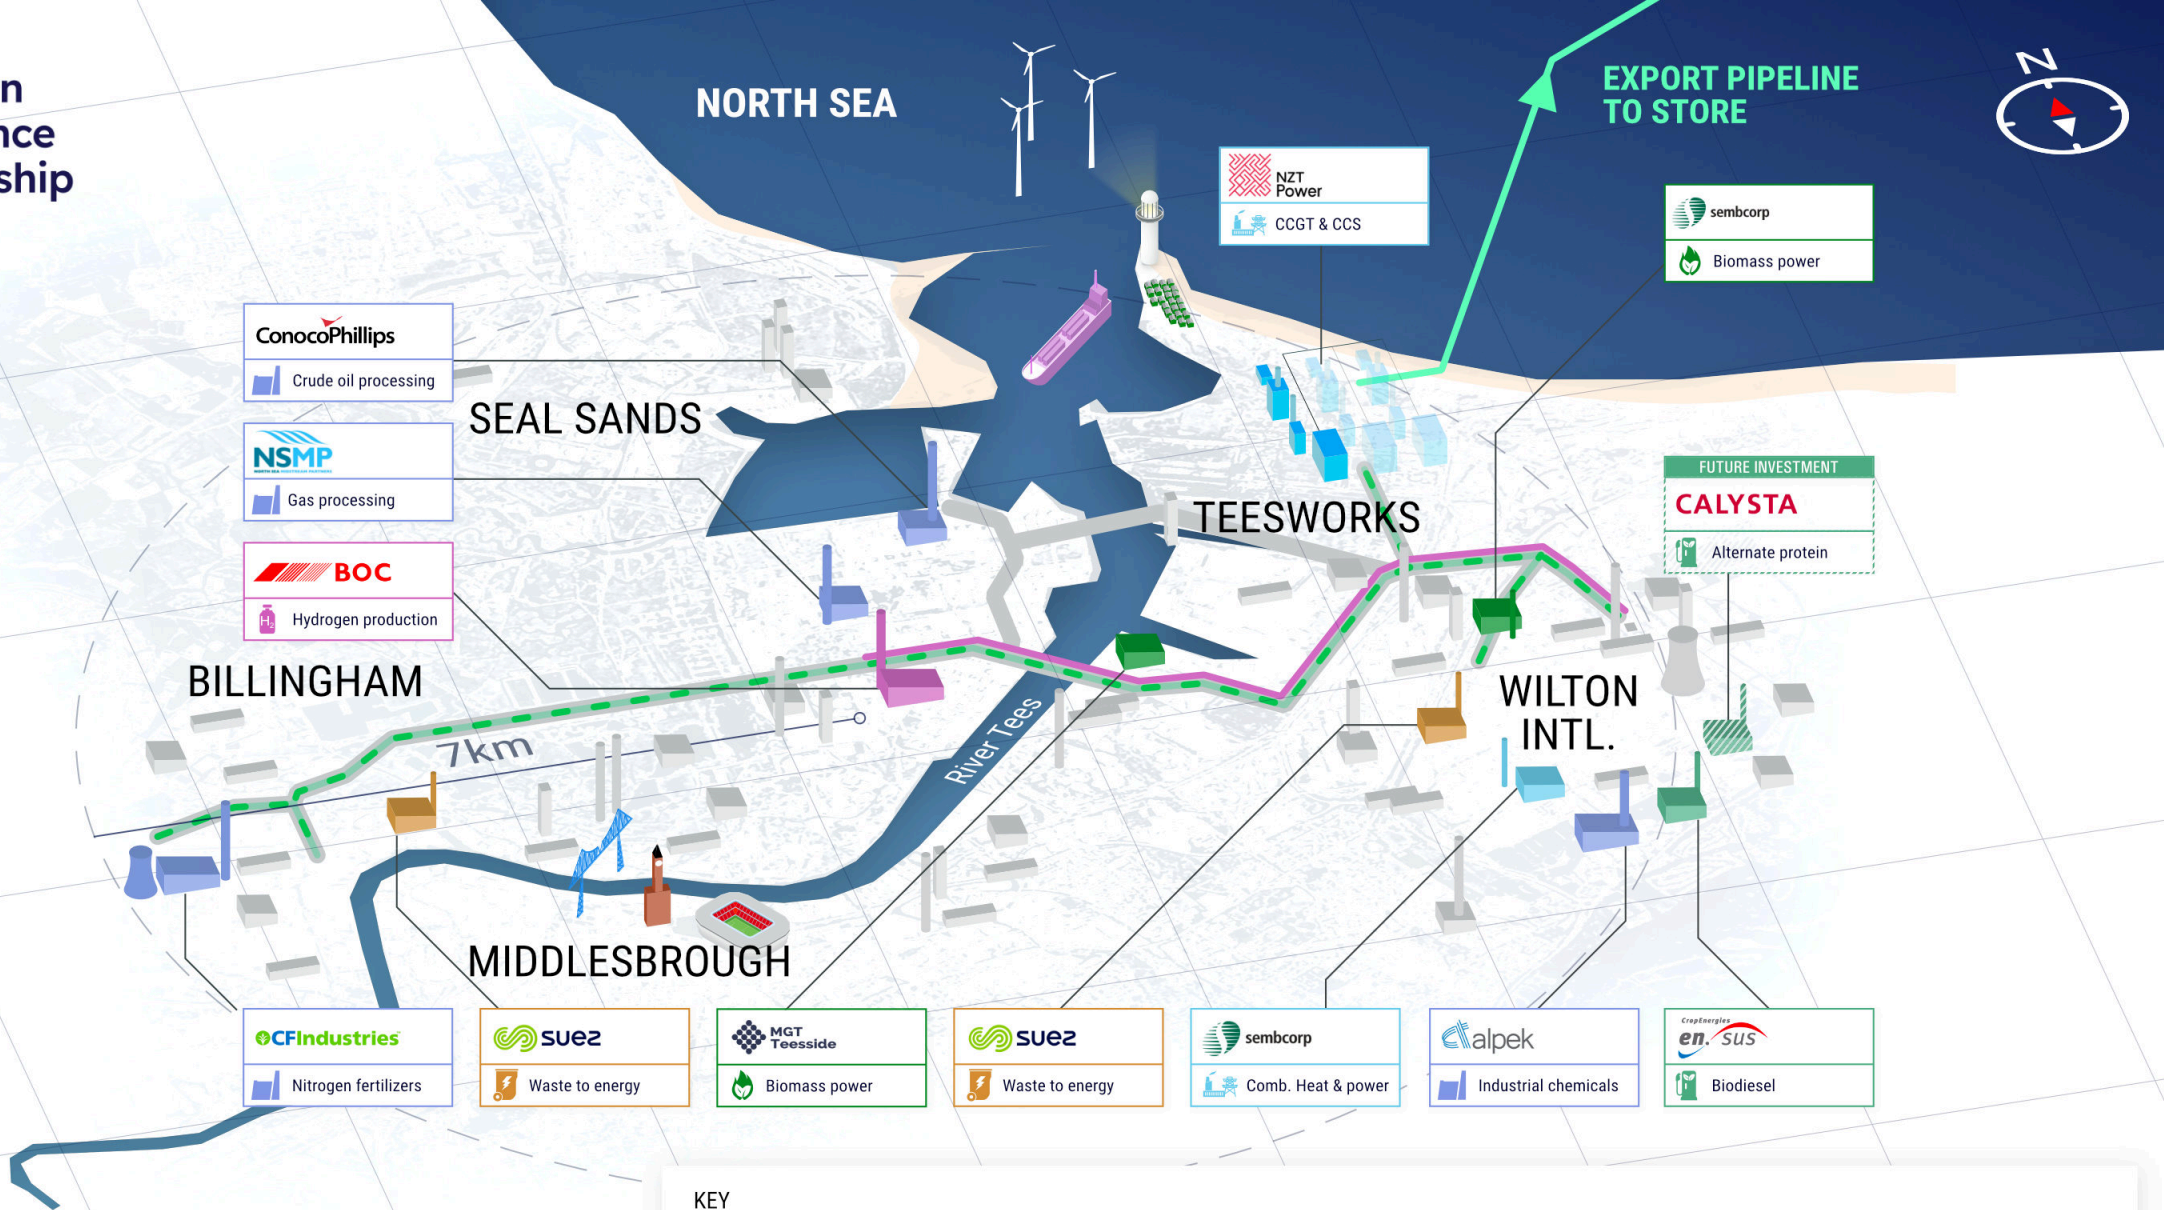 n
nce
ship
NORTH SEA
EXPORT PIPELINE
TO STORE
N
NZT
Power
CCGT & CCS
sembcorp
Biomass power
ConocoPhillips
Crude oil processing
SEAL SANDS
NSMP
Gas processing
FUTURE INVESTMENT
CALYSTA
Alternate protein
TEESWORKS
BOC
H₂
Hydrogen production
BILLINGHAM
WILTON
INTL.
7km
River Tees
MIDDLESBROUGH
CFIndustries
Nitrogen fertilizers
suez
Waste to energy
MGT
Teesside
Biomass power
suez
Waste to energy
sembcorp
Comb. Heat & power
alpek
Industrial chemicals
CropEnergies
en.sus
Biodiesel
KEY